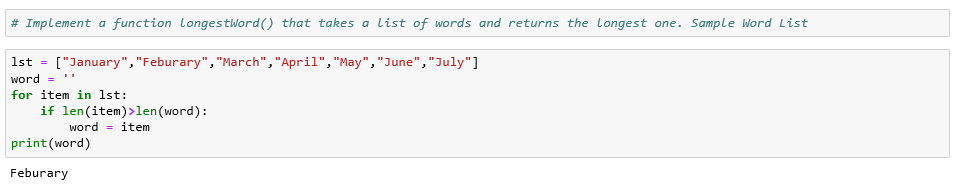 # Implement a function longestWord() that takes a list of words and returns the longest one. Sample Word List
lst = ["January","Feburary","March","April","May","June","July"]
word = ''
for item in lst:
    if len(item)>len(word):
        word = item
print(word)
Feburary